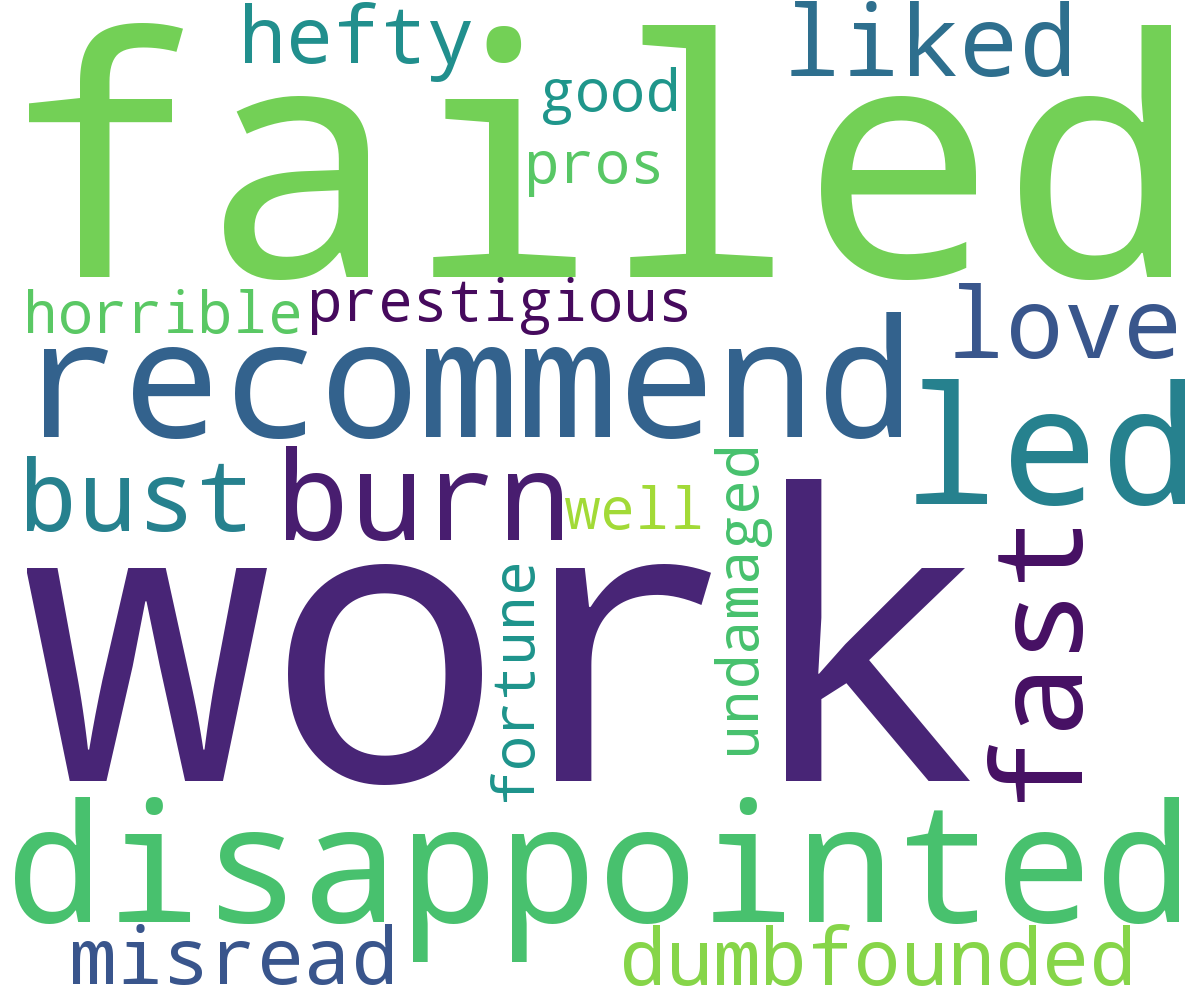 hefty
liked
failed
good
pros
horrible
prestigious
love
recommend
led
bust
burn
well
undamaged
fast
work
fortune
disappointed
misread
dumbfounded